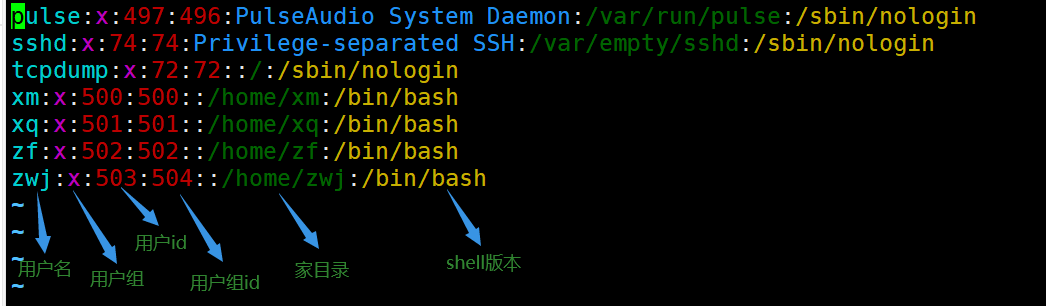 pulse:x:497:496:PulseAudio System Daemon:/var/run/pulse:/sbin/nologin
sshd:x:74:74:Privilege-separated SSH:/var/empty/sshd:/sbin/nologin
tcpdump:x:72:72::/:/sbin/nologin
xm:x:500:500::/home/xm:/bin/bash
xq:x:501:501::/home/xq:/bin/bash
zf:x:502:502::/home/zf:/bin/bash
zwj:x:503:504::/home/zwj:/bin/bash
~
~
~
~
用户名
用户组
用户id
用户组id
家目录
shell版本